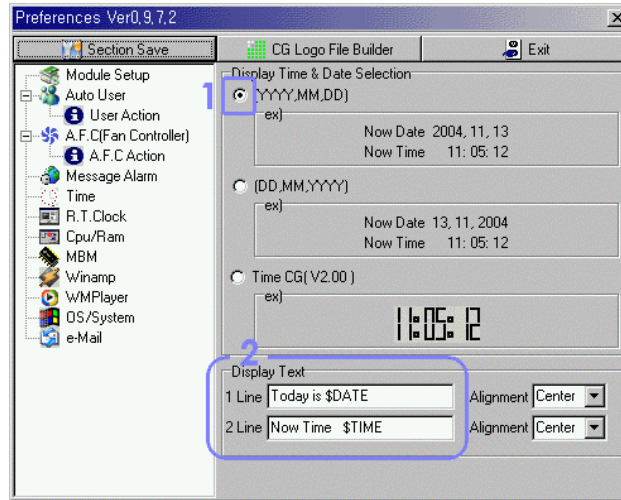 Preferences Ver0,9,7,2
Section Save
CG Logo File Builder
Exit
Module Setup
Auto User
User Action
A.F.C(Fan Controller)
A.F.C Action
Message Alarm
Time
R.T.Clock
Cpu/Ram
MBM
Winamp
WMPlayer
OS/System
e-Mail
Display Time & Date Selection
1
(YYYY,MM,DD)
ex)
Now Date 2004, 11, 13
Now Time 11: 05: 12
(DD,MM,YYYY)
ex)
Now Date 13, 11, 2004
Now Time 11: 05: 12
Time CG( V2.00 )
ex)
11:05:12
2
Display Text
1 Line Today is $DATE Alignment Center
2 Line Now Time $TIME Alignment Center